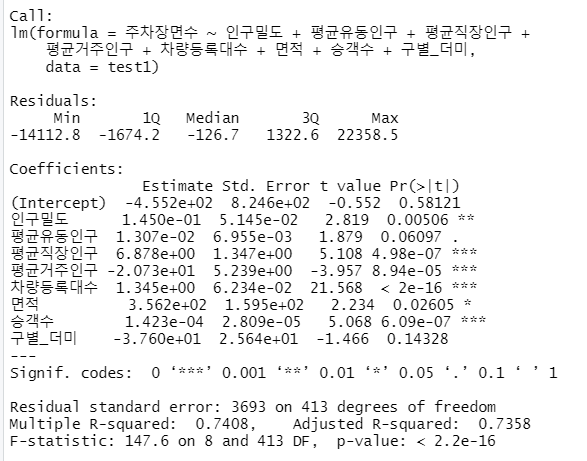 Call:
lm(formula = 주차장면수 ~ 인구밀도 + 평균유동인구 + 평균직장인구 +
평균거주인구 + 차량등록대수 + 면적 + 승객수 + 구별_더미,
data = test1)
Residuals:
Min 1Q Median 3Q Max
-14112.8 -1674.2 -126.7 1322.6 22358.5
Coefficients:
Estimate Std. Error t value Pr(>|t|)
(Intercept) -4.552e+02 8.246e+02 -0.552 0.58121
인구밀도 1.450e-01 5.145e-02 2.819 0.00506 **
평균유동인구 1.307e-02 6.955e-03 1.879 0.06097 .
평균직장인구 6.878e+00 1.347e+00 5.108 4.98e-07 ***
평균거주인구 -2.073e+01 5.239e+00 -3.957 8.94e-05 ***
차량등록대수 1.345e+00 6.234e-02 21.568 < 2e-16 ***
면적 3.562e+02 1.595e+02 2.234 0.02605 *
승객수 1.423e-04 2.809e-05 5.068 6.09e-07 ***
구별_더미 -3.760e+01 2.564e+01 -1.466 0.14328
---
Signif. codes: 0 ‘***’ 0.001 ‘**’ 0.01 ‘*’ 0.05 ‘.’ 0.1 ‘ ’ 1
Residual standard error: 3693 on 413 degrees of freedom
Multiple R-squared: 0.7408, Adjusted R-squared: 0.7358
F-statistic: 147.6 on 8 and 413 DF, p-value: < 2.2e-16